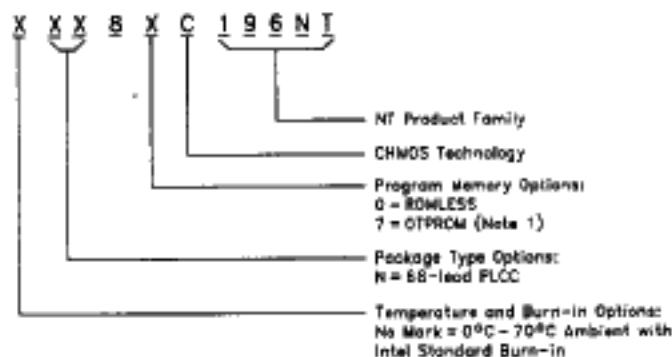 X XX 8 X C 196NT
NT Product Family
CHMOS Technology
Program Memory Options:
0 = ROMLESS
7 = OTPROM (Note 1)
Package Type Options:
N = 68-lead PLCC
Temperature and Burn-in Options:
No Mark = 0°C - 70°C Ambient with
Intel Standard Burn-in